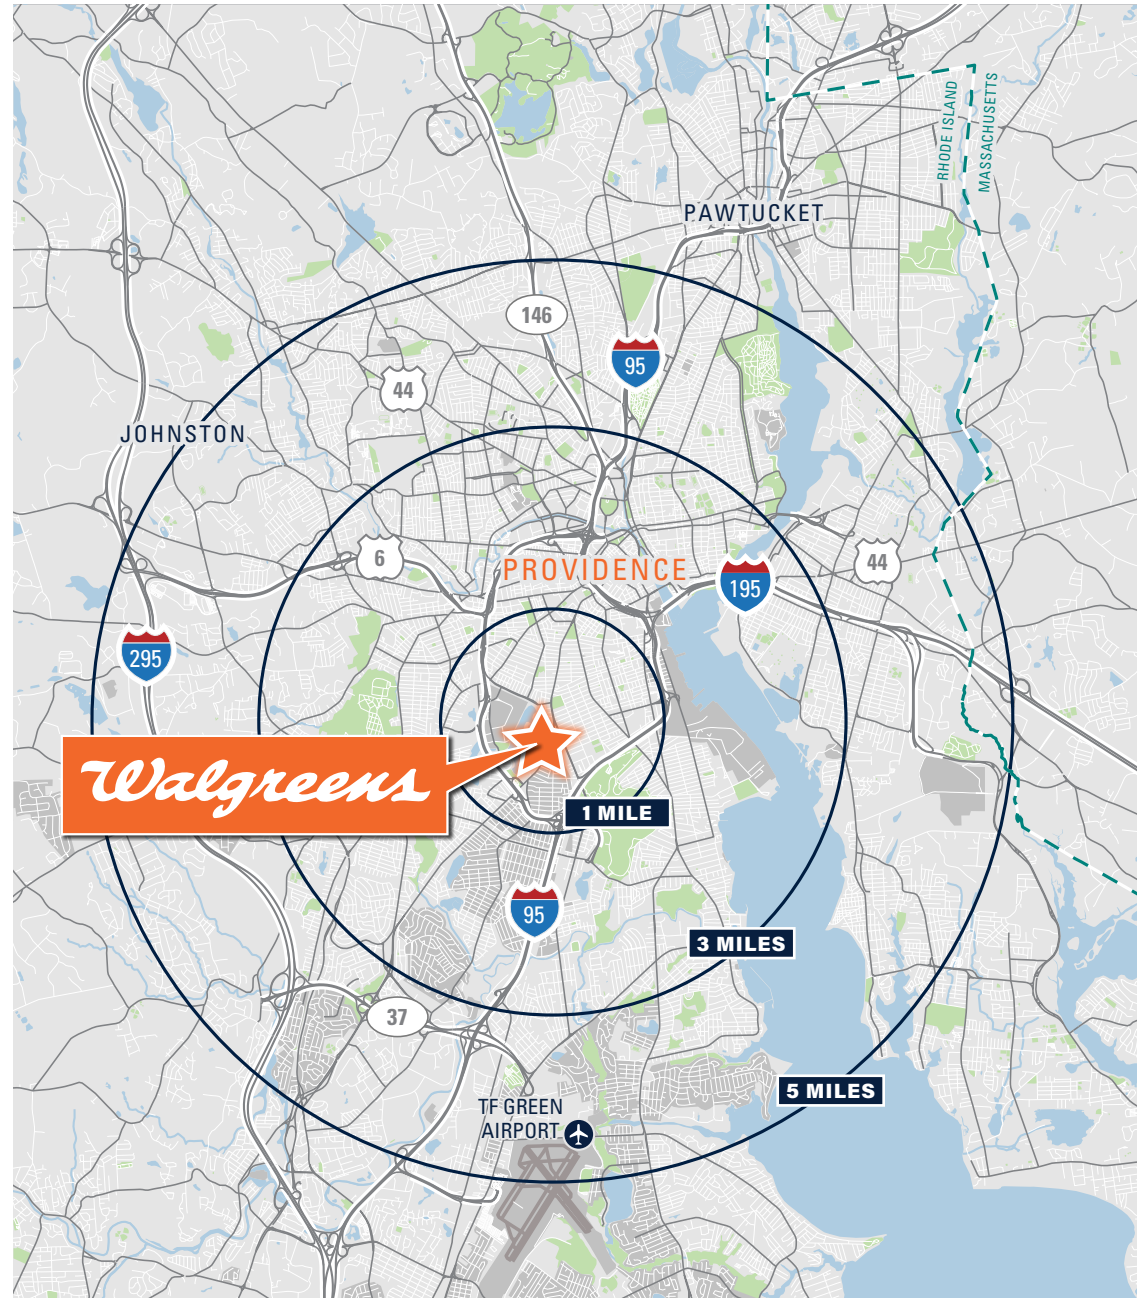 RHODE ISLAND
MASSACHUSETTS
PAWTUCKET
146
95
44
JOHNSTON
6
PROVIDENCE
195
44
295
Walgreens
1 MILE
95
3 MILES
37
5 MILES
TF GREEN
AIRPORT